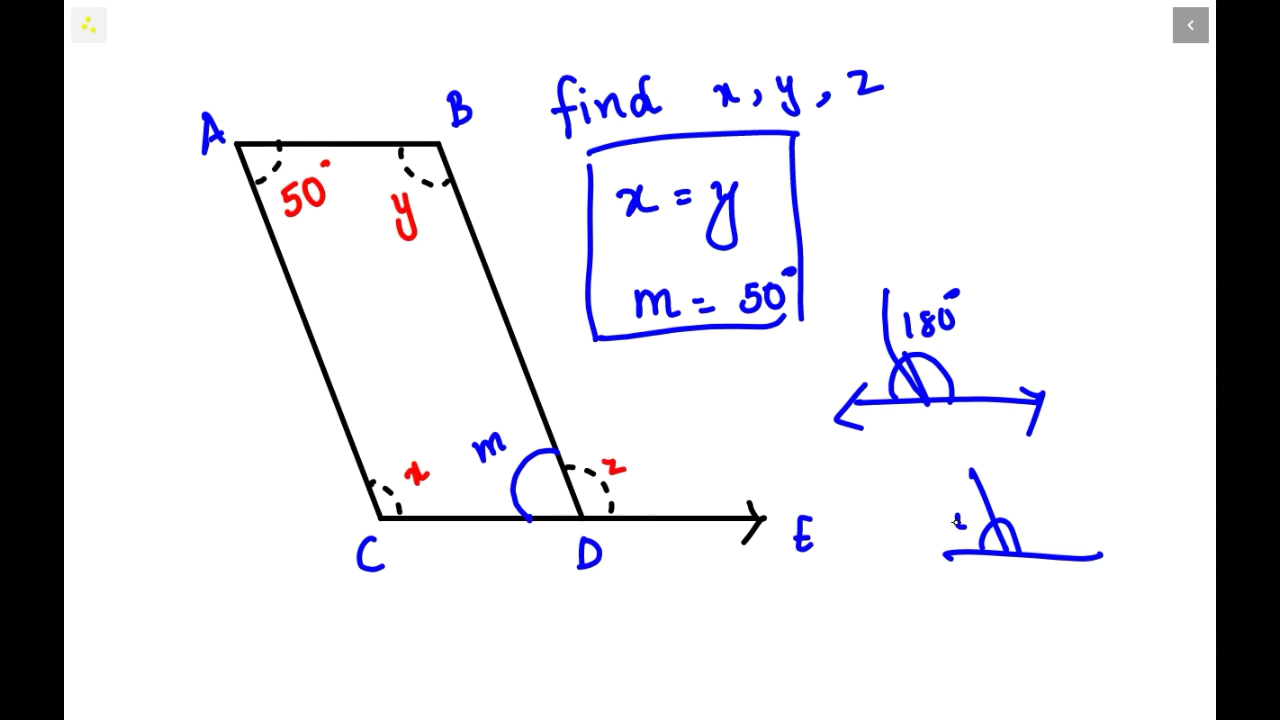 find x, y, z
A
B
50°
y
x = y
m = 50°
180°
m
x
z
C
D
E